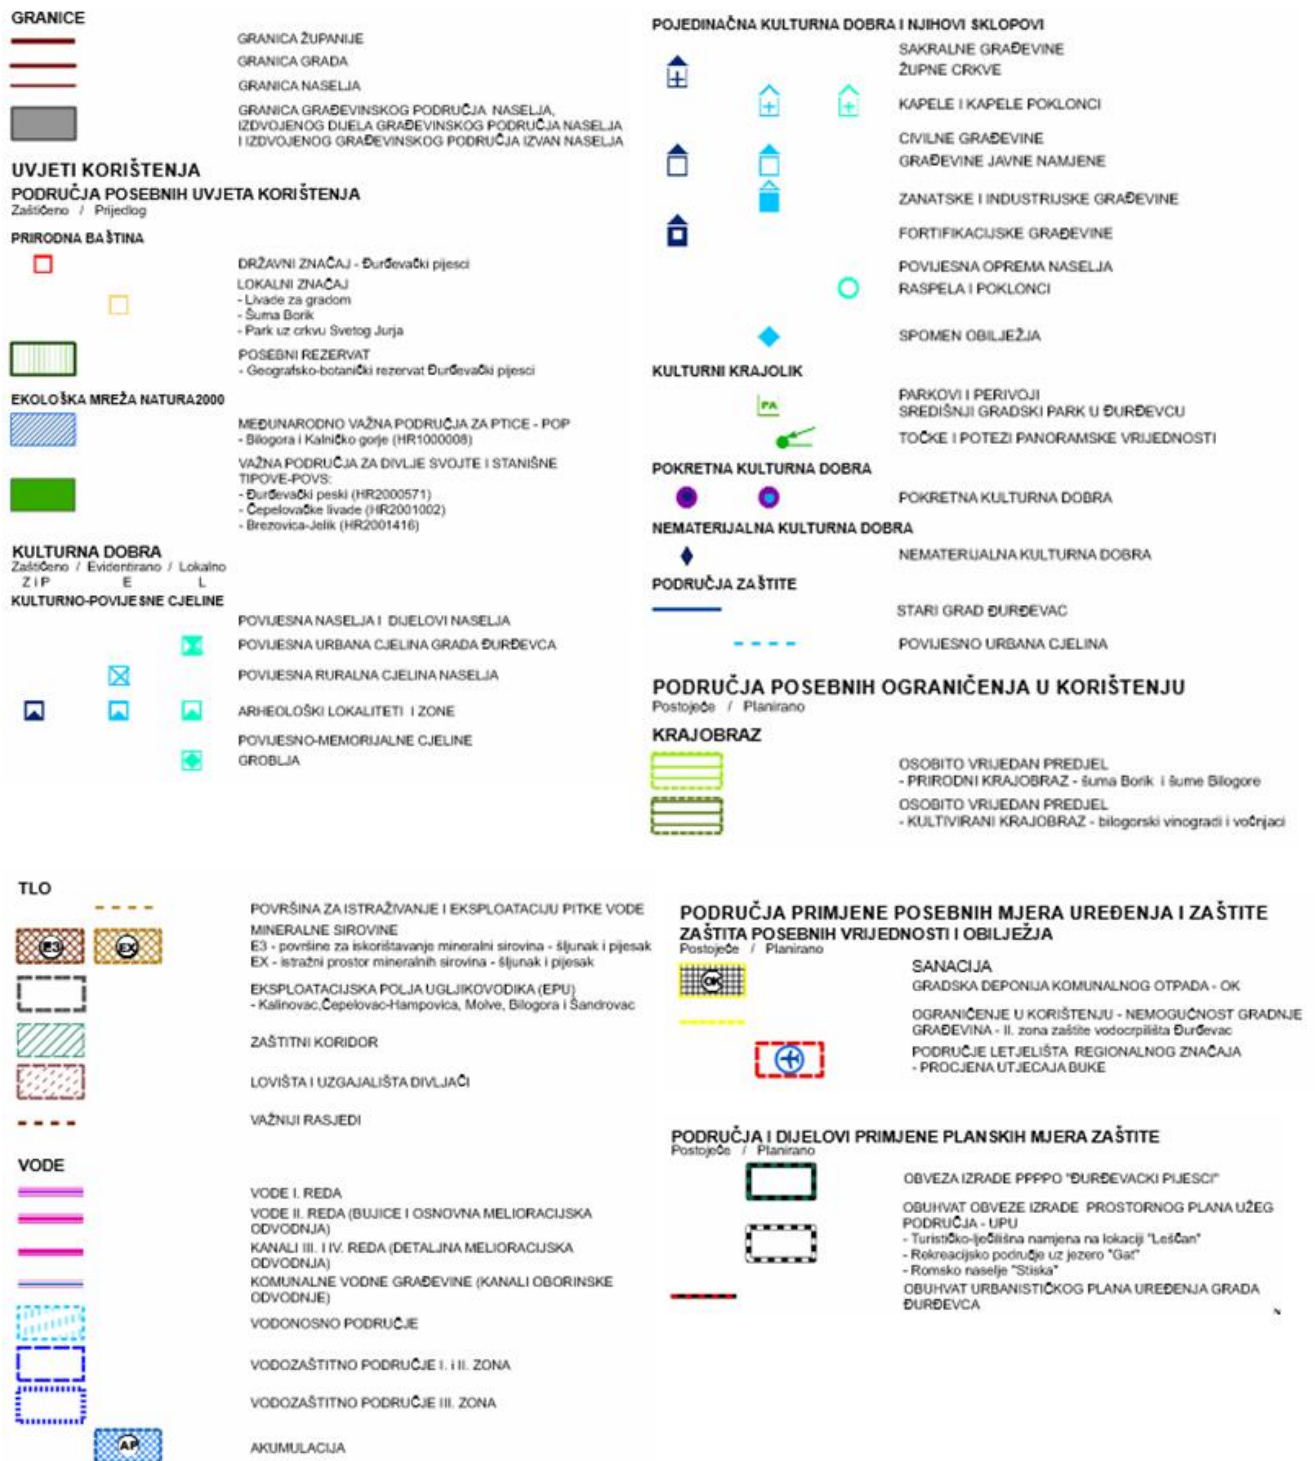 GRANICE
GRANICA ŽUPANIJE
GRANICA GRADA
GRANICA NASELJA
GRANICA GRAĐEVINSKOG PODRUČJA NASELJA,
IZDVOJENOG DIJELA GRAĐEVINSKOG PODRUČJA NASELJA
I IZDVOJENOG GRAĐEVINSKOG PODRUČJA IZVAN NASELJA
UVJETI KORIŠTENJA
PODRUČJA POSEBNIH UVJETA KORIŠTENJA
Zaštićeno / Prijedlog
PRIRODNA BAŠTINA
DRŽAVNI ZNAČAJ - Đurđevački pijesci
LOKALNI ZNAČAJ
- Livade za gradom
- Šuma Borik
- Park uz crkvu Svetog Jurja
POSEBNI REZERVAT
- Geografsko-botanički rezervat Đurđevački pijesci
EKOLOŠKA MREŽA NATURA2000
MEĐUNARODNO VAŽNA PODRUČJA ZA PTICE - POP
- Bilogora i Kalničko gorje (HR1000008)
VAŽNA PODRUČJA ZA DIVLJE SVOJTE I STANIŠNE
TIPOVE-POVS:
- Đurđevački peski (HR2000571)
- Čepelovačke livade (HR2001002)
- Brezovica-Jelik (HR2001416)
KULTURNA DOBRA
Zaštićeno / Evidentirano / Lokalno
Z i P E L
KULTURNO-POVIJESNE CJELINE
POVIJESNA NASELJA I DIJELOVI NASELJA
POVIJESNA URBANA CJELINA GRADA ĐURĐEVCA
POVIJESNA RURALNA CJELINA NASELJA
ARHEOLOŠKI LOKALITETI I ZONE
POVIJESNO-MEMORIJALNE CJELINE
GROBLJA
POJEDINAČNA KULTURNA DOBRA I NJIHOVI SKLOPOVI
SAKRALNE GRAĐEVINE
ŽUPNE CRKVE
KAPELE I KAPELE POKLONCI
CIVILNE GRAĐEVINE
GRAĐEVINE JAVNE NAMJENE
ZANATSKE I INDUSTRIJSKE GRAĐEVINE
FORTIFIKACIJSKE GRAĐEVINE
POVIJESNA OPREMA NASELJA
RASPELA I POKLONCI
SPOMEN OBILJEŽJA
KULTURNI KRAJOLIK
PA
PARKOVI I PERIVOJI
SREDIŠNJI GRADSKI PARK U ĐURĐEVCU
TOČKE I POTEZI PANORAMSKE VRIJEDNOSTI
POKRETNA KULTURNA DOBRA
POKRETNA KULTURNA DOBRA
NEMATERIJALNA KULTURNA DOBRA
NEMATERIJALNA KULTURNA DOBRA
PODRUČJA ZAŠTITE
STARI GRAD ĐURĐEVAC
POVIJESNO URBANA CJELINA
PODRUČJA POSEBNIH OGRANIČENJA U KORIŠTENJU
Postojeće / Planirano
KRAJOBRAZ
OSOBITO VRIJEDAN PREDJEL
- PRIRODNI KRAJOBRAZ - šuma Borik i šume Bilogore
OSOBITO VRIJEDAN PREDJEL
- KULTIVIRANI KRAJOBRAZ - bilogorski vinogradi i voćnjaci
TLO
POVRŠINA ZA ISTRAŽIVANJE I EKSPLOATACIJU PITKE VODE
MINERALNE SIROVINE
E3 EX
E3 - površine za iskorištavanje mineralni sirovina - šljunak i pijesak
EX - istražni prostor mineralnih sirovina - šljunak i pijesak
EKSPLOATACIJSKA POLJA UGLJIKOVODIKA (EPU)
- Kalinovac,Čepelovac-Hampovica, Molve, Bilogora i Šandrovac
ZAŠTITNI KORIDOR
LOVIŠTA I UZGAJALIŠTA DIVLJAČI
VAŽNIJI RASJEDI
VODE
VODE I. REDA
VODE II. REDA (BUJICE I OSNOVNA MELIORACIJSKA
ODVODNJA)
KANALI III. I IV. REDA (DETALJNA MELIORACIJSKA
ODVODNJA)
KOMUNALNE VODNE GRAĐEVINE (KANALI OBORINSKE
ODVODNJE)
VODONOSNO PODRUČJE
VODOZAŠTITNO PODRUČJE I. i II. ZONA
VODOZAŠTITNO PODRUČJE III. ZONA
AP
AKUMULACIJA
PODRUČJA PRIMJENE POSEBNIH MJERA UREĐENJA I ZAŠTITE
ZAŠTITA POSEBNIH VRIJEDNOSTI I OBILJEŽJA
Postojeće / Planirano
SANACIJA
OK
GRADSKA DEPONIJA KOMUNALNOG OTPADA - OK
OGRANIČENJE U KORIŠTENJU - NEMOGUĆNOST GRADNJE
GRAĐEVINA - II. zona zaštite vodocrpilišta Đurđevac
PODRUČJE LETJELIŠTA REGIONALNOG ZNAČAJA
- PROCJENA UTJECAJA BUKE
PODRUČJA I DIJELOVI PRIMJENE PLANSKIH MJERA ZAŠTITE
Postojeće / Planirano
OBVEZA IZRADE PPPPO "ĐURĐEVACKI PIJESCI"
OBUHVAT OBVEZE IZRADE PROSTORNOG PLANA UŽEG
PODRUČJA - UPU
- Turističko-lječilišna namjena na lokaciji "Leščan"
- Rekreacijsko područje uz jezero "Gat"
- Romsko naselje "Stiska"
OBUHVAT URBANISTIČKOG PLANA UREĐENJA GRADA
ĐURĐEVCA